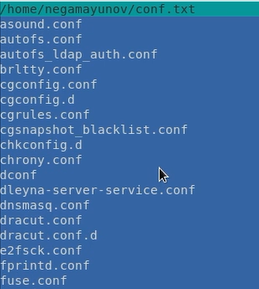 /home/negamayunov/conf.txt
asound.conf
autofs.conf
autofs_ldap_auth.conf
brltty.conf
cgconfig.conf
cgconfig.d
cgrules.conf
cgsnapshot_blacklist.conf
chkconfig.d
chrony.conf
dconf
dleyna-server-service.conf
dnsmasq.conf
dracut.conf
dracut.conf.d
e2fsck.conf
fprintd.conf
fuse.conf